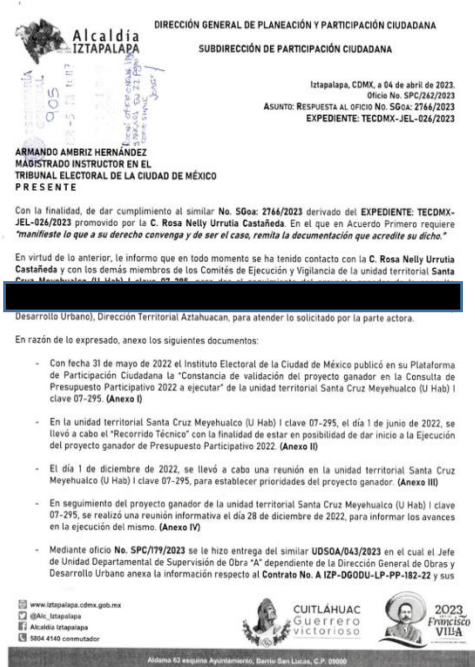 Alcaldía
IZTAPALAPA
DIRECCIÓN GENERAL DE PLANEACIÓN Y PARTICIPACIÓN CIUDADANA
SUBDIRECCIÓN DE PARTICIPACIÓN CIUDADANA
905
Iztapalapa, CDMX, a 04 de abril de 2023.
Oficio No. SPC/262/2023
ASUNTO: RESPUESTA AL OFICIO NO. SGOA: 2766/2023
EXPEDIENTE: TECDMX-JEL-026/2023
ARMANDO AMBRIZ HERNÁNDEZ
MAGISTRADO INSTRUCTOR EN EL
TRIBUNAL ELECTORAL DE LA CIUDAD DE MÉXICO
P R E S E N T E
Con la finalidad, de dar cumplimiento al similar No. SGoa: 2766/2023 derivado del EXPEDIENTE: TECDMX-
JEL-026/2023 promovido por la C. Rosa Nelly Urrutia Castañeda. En el que en Acuerdo Primero requiere
"manifieste lo que a su derecho convenga y de ser el caso, remita la documentación que acredite su dicho."
En virtud de lo anterior, le informo que en todo momento se ha tenido contacto con la C. Rosa Nelly Urrutia
Castañeda y con los demás miembros de los Comités de Ejecución y Vigilancia de la unidad territorial Santa
Cruz Meyehualco (U Hab) I clave 07-295,
Desarrollo Urbano), Dirección Territorial Aztahuacan, para atender lo solicitado por la parte actora.
En razón de lo expresado, anexo los siguientes documentos:
- Con fecha 31 de mayo de 2022 el Instituto Electoral de la Ciudad de México publicó en su Plataforma
de Participación Ciudadana la "Constancia de validación del proyecto ganador en la Consulta de
Presupuesto Participativo 2022 a ejecutar" de la unidad territorial Santa Cruz Meyehualco (U Hab) I
clave 07-295. (Anexo I)
- En la unidad territorial Santa Cruz Meyehualco (U Hab) I clave 07-295, el día 1 de junio de 2022, se
llevó a cabo el "Recorrido Técnico" con la finalidad de estar en posibilidad de dar inicio a la Ejecución
del proyecto ganador de Presupuesto Participativo 2022. (Anexo II)
- El día 1 de diciembre de 2022, se llevó a cabo una reunión en la unidad territorial Santa Cruz
Meyehualco (U Hab) I clave 07-295, para establecer prioridades del proyecto ganador. (Anexo III)
- En seguimiento del proyecto ganador de la unidad territorial Santa Cruz Meyehualco (U Hab) I clave
07-295, se realizó una reunión informativa el día 28 de diciembre de 2022, para informar los avances
en la ejecución del mismo. (Anexo IV)
- Mediante oficio No. SPC/179/2023 se le hizo entrega del similar UDSOA/043/2023 en el cual el Jefe
de Unidad Departamental de Supervisión de Obra "A" dependiente de la Dirección General de Obras y
Desarrollo Urbano anexa la información respecto al Contrato No. A IZP-DGODU-LP-PP-182-22 y sus
www.iztapalapa.cdmx.gob.mx
@Alc_Iztapalapa
Alcaldía Iztapalapa
5804 4140 conmutador
CUITLÁHUAC
Guerrero
victorioso
2023
Francisco
VILLA
Aldama 63 esquina Ayuntamiento, Barrio San Lucas, C.P. 09000